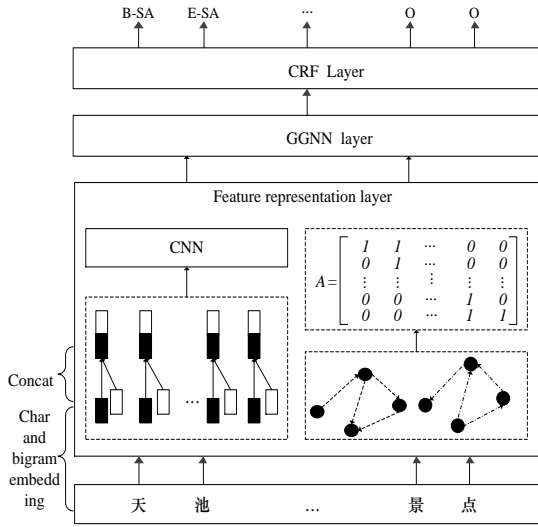 B-SA E-SA ... O O
CRF Layer
GGNN layer
Feature representation layer
CNN
A =
1 1 ... 0 0
0 1 ... 0 0
⋮ ⋮ ⋮ ⋮ ⋮
0 0 ... 1 0
0 0 ... 1 1
Concat
Char
and
bigram
embedd
ing
...
天 池 ... 景 点